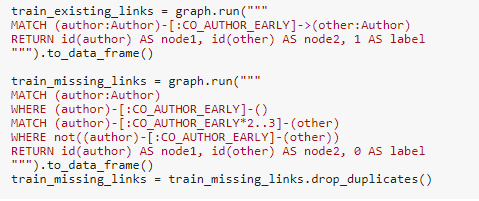 train_existing_links = graph.run("""
MATCH (author:Author)-[:CO_AUTHOR_EARLY]->(other:Author)
RETURN id(author) AS node1, id(other) AS node2, 1 AS label
""").to_data_frame()
train_missing_links = graph.run("""
MATCH (author:Author)
WHERE (author)-[:CO_AUTHOR_EARLY]-()
MATCH (author)-[:CO_AUTHOR_EARLY*2..3]-(other)
WHERE not((author)-[:CO_AUTHOR_EARLY]-(other))
RETURN id(author) AS node1, id(other) AS node2, 0 AS label
""").to_data_frame()
train_missing_links = train_missing_links.drop_duplicates()